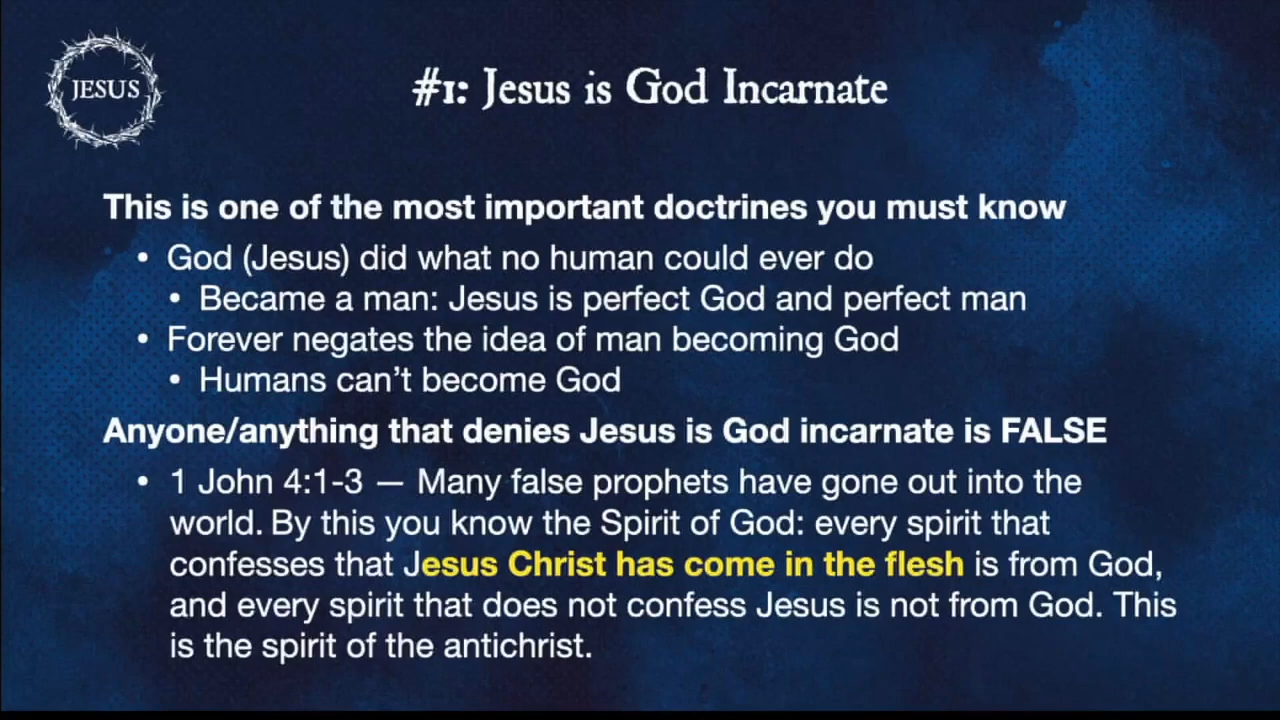 JESUS
#1: Jesus is God Incarnate
This is one of the most important doctrines you must know
• God (Jesus) did what no human could ever do
• Became a man: Jesus is perfect God and perfect man
• Forever negates the idea of man becoming God
• Humans can’t become God
Anyone/anything that denies Jesus is God incarnate is FALSE
• 1 John 4:1-3 — Many false prophets have gone out into the
world. By this you know the Spirit of God: every spirit that
confesses that Jesus Christ has come in the flesh is from God,
and every spirit that does not confess Jesus is not from God. This
is the spirit of the antichrist.